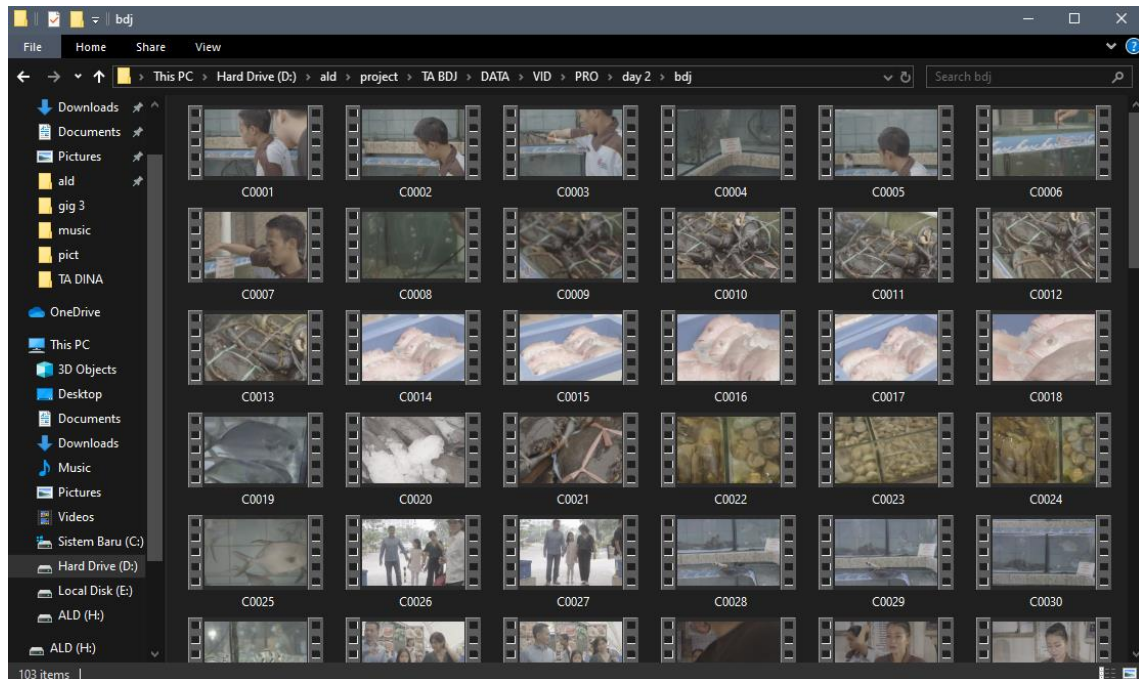 bdj
File Home Share View
This PC > Hard Drive (D:) > ald > project > TA BDJ > DATA > VID > PRO > day 2 > bdj
Search bdj
Downloads
Documents
Pictures
ald
gig 3
music
pict
TA DINA
OneDrive
This PC
3D Objects
Desktop
Documents
Downloads
Music
Pictures
Videos
Sistem Baru (C:)
Hard Drive (D:)
Local Disk (E:)
ALD (H:)
ALD (H:)
C0001 C0002 C0003 C0004 C0005 C0006
C0007 C0008 C0009 C0010 C0011 C0012
C0013 C0014 C0015 C0016 C0017 C0018
C0019 C0020 C0021 C0022 C0023 C0024
C0025 C0026 C0027 C0028 C0029 C0030
103 items